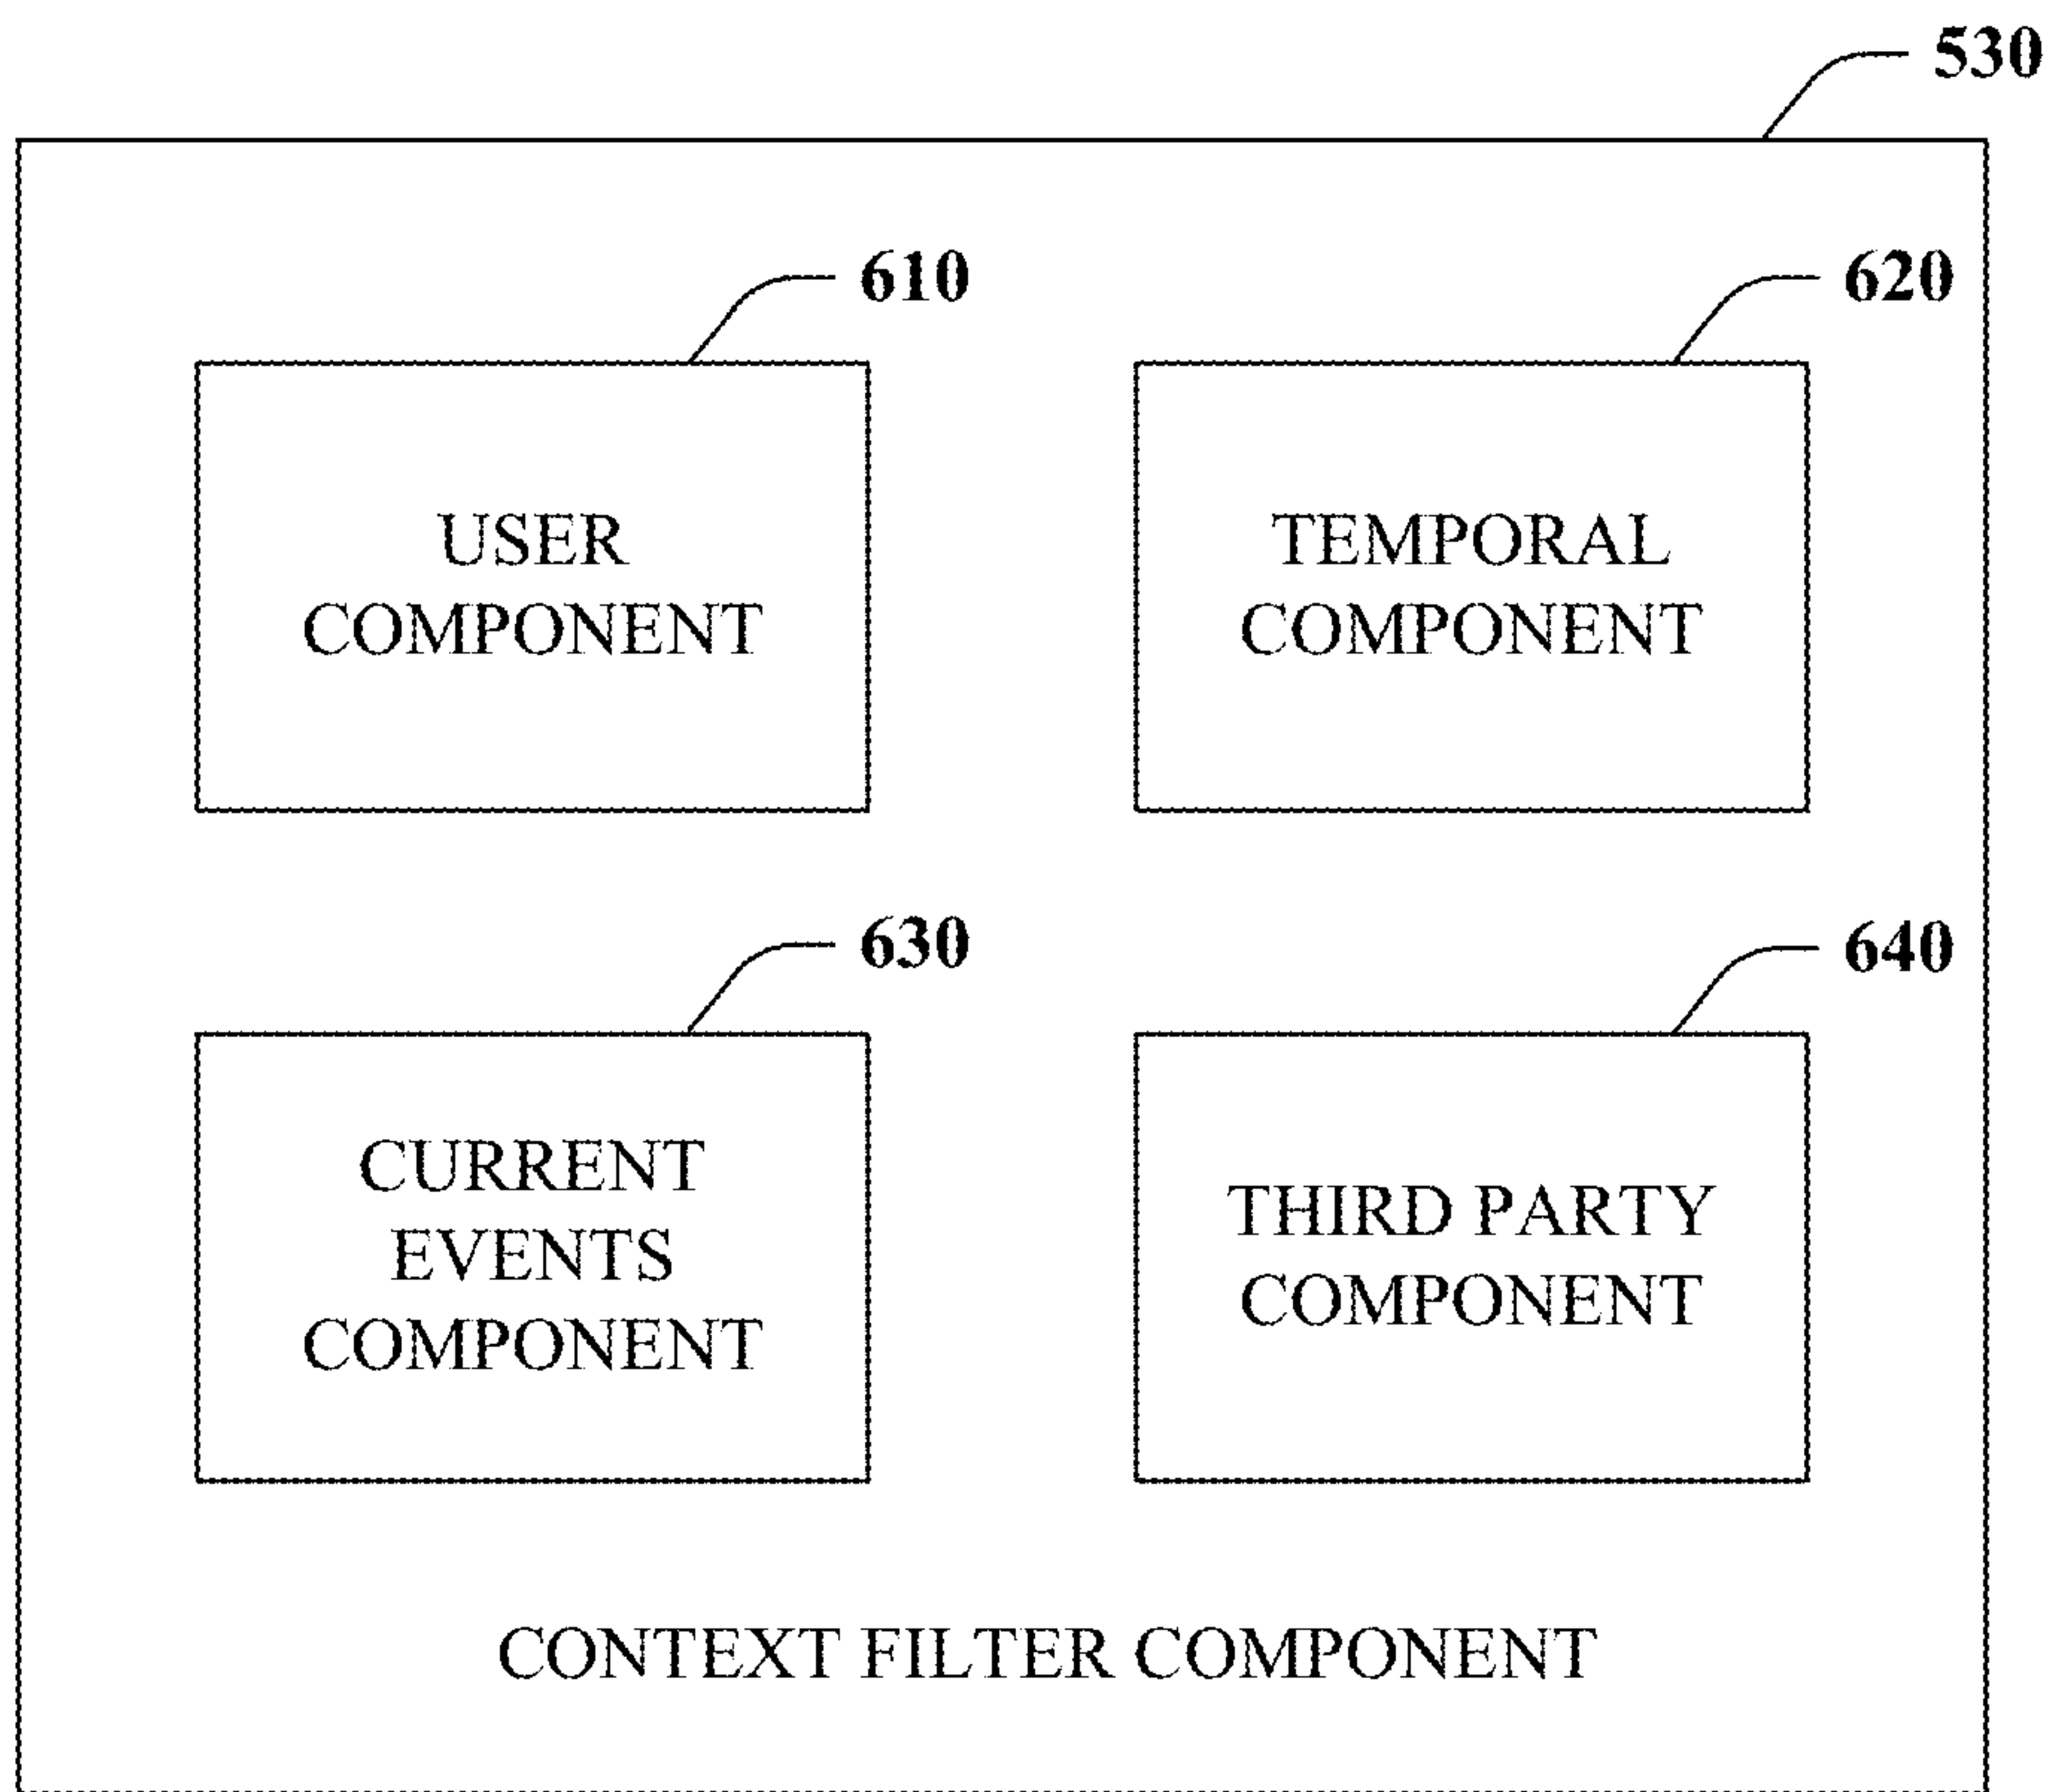 530
610
620
USER
COMPONENT
TEMPORAL
COMPONENT
630
640
CURRENT
EVENTS
COMPONENT
THIRD PARTY
COMPONENT
CONTEXT FILTER COMPONENT